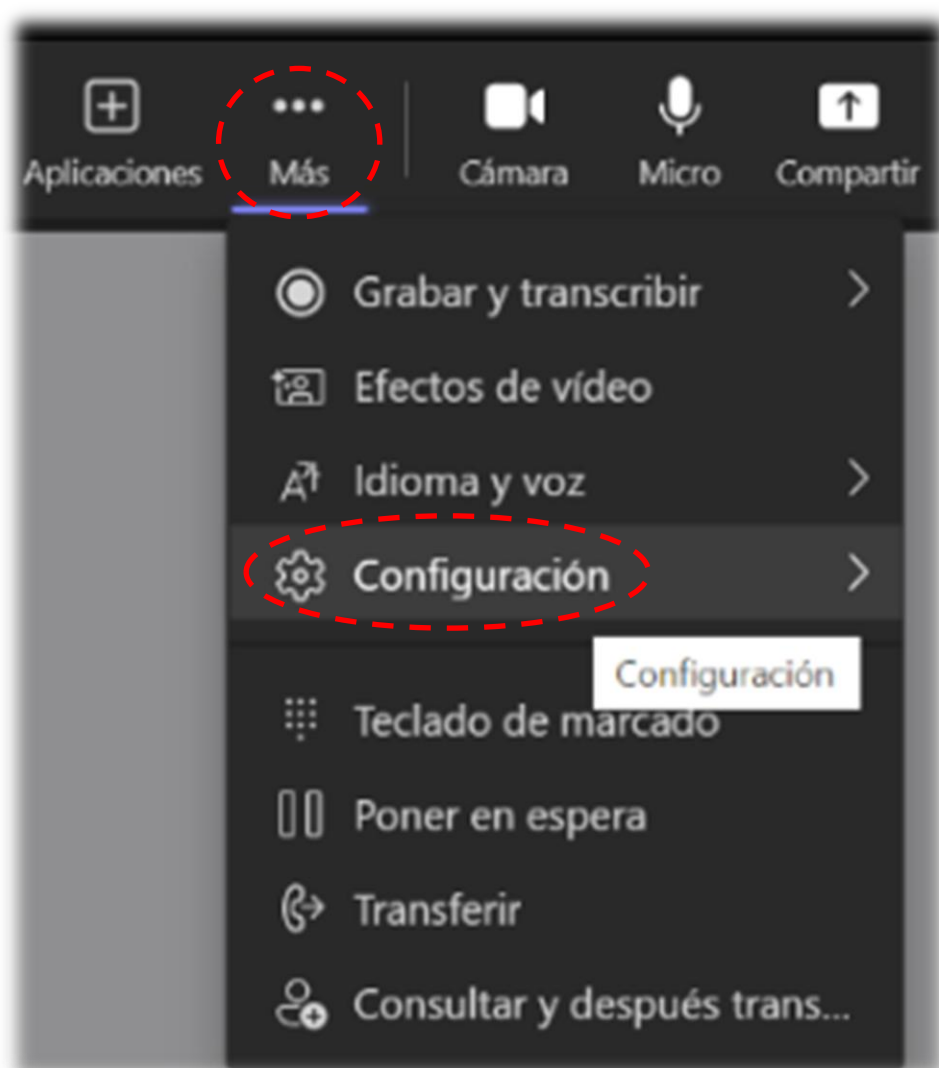 Aplicaciones
Más
Cámara
Micro
Compartir
Grabar y transcribir
Efectos de vídeo
Idioma y voz
Configuración
Configuración
Teclado de marcado
Poner en espera
Transferir
Consultar y después trans...